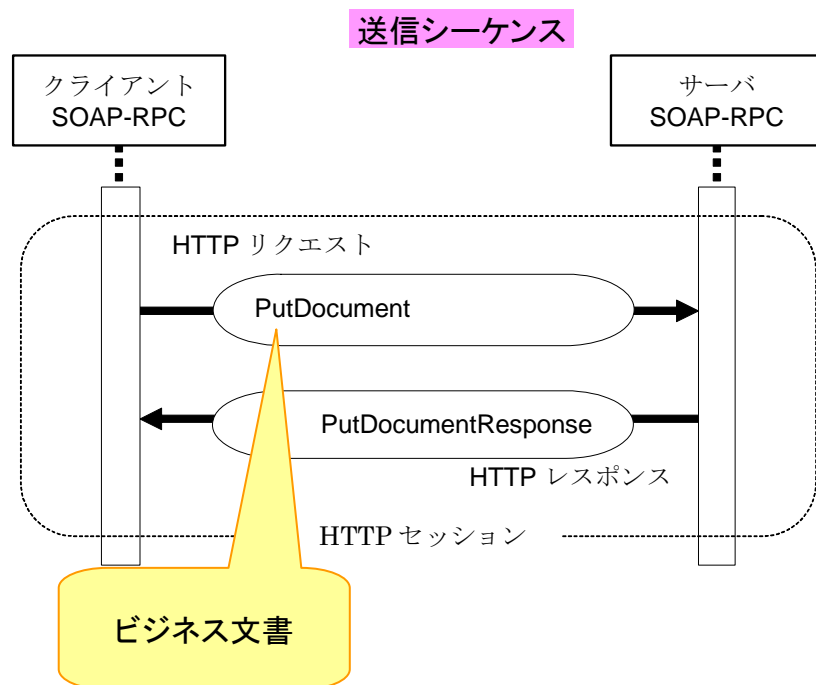 送信シーケンス
クライアント
SOAP-RPC
サーバ
SOAP-RPC
HTTP リクエスト
PutDocument
PutDocumentResponse
HTTP レスポンス
HTTP セッション
ビジネス文書